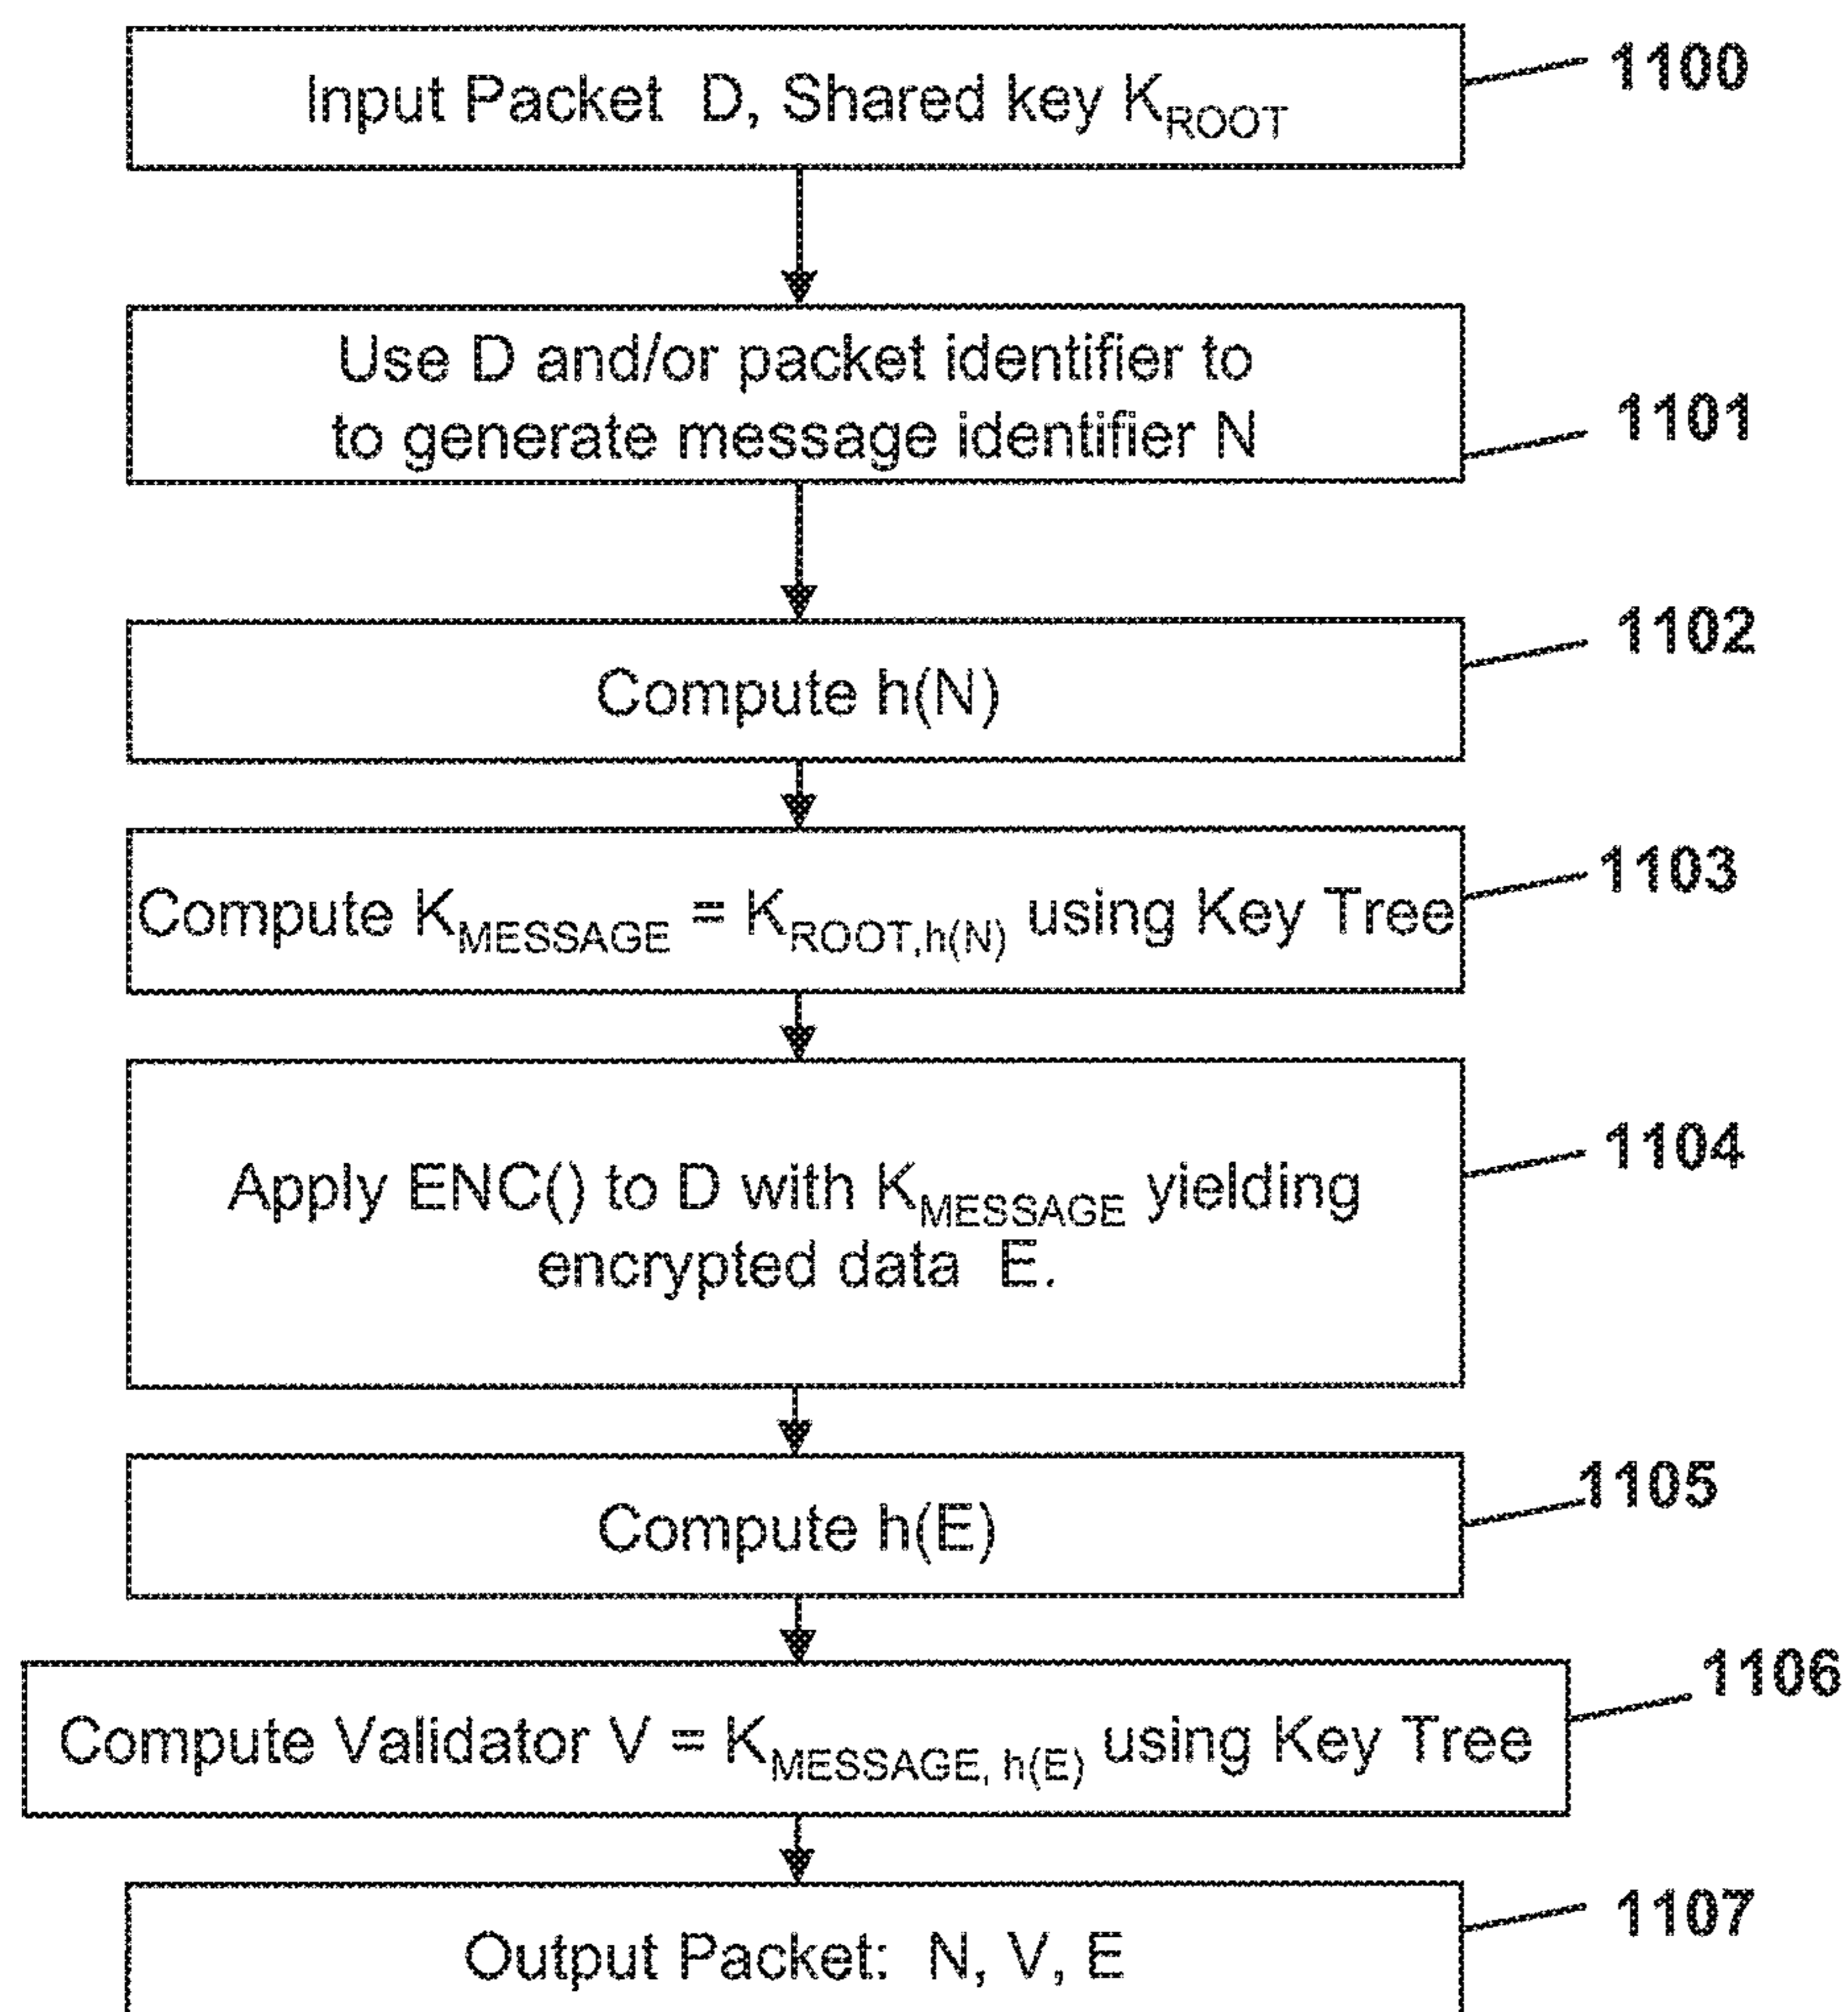 Input Packet D, Shared key K_ROOT
1100
Use D and/or packet identifier to
to generate message identifier N
1101
Compute h(N)
1102
Compute K_MESSAGE = K_ROOT,h(N) using Key Tree
1103
Apply ENC() to D with K_MESSAGE yielding
encrypted data E.
1104
Compute h(E)
1105
Compute Validator V = K_MESSAGE, h(E) using Key Tree
1106
Output Packet: N, V, E
1107